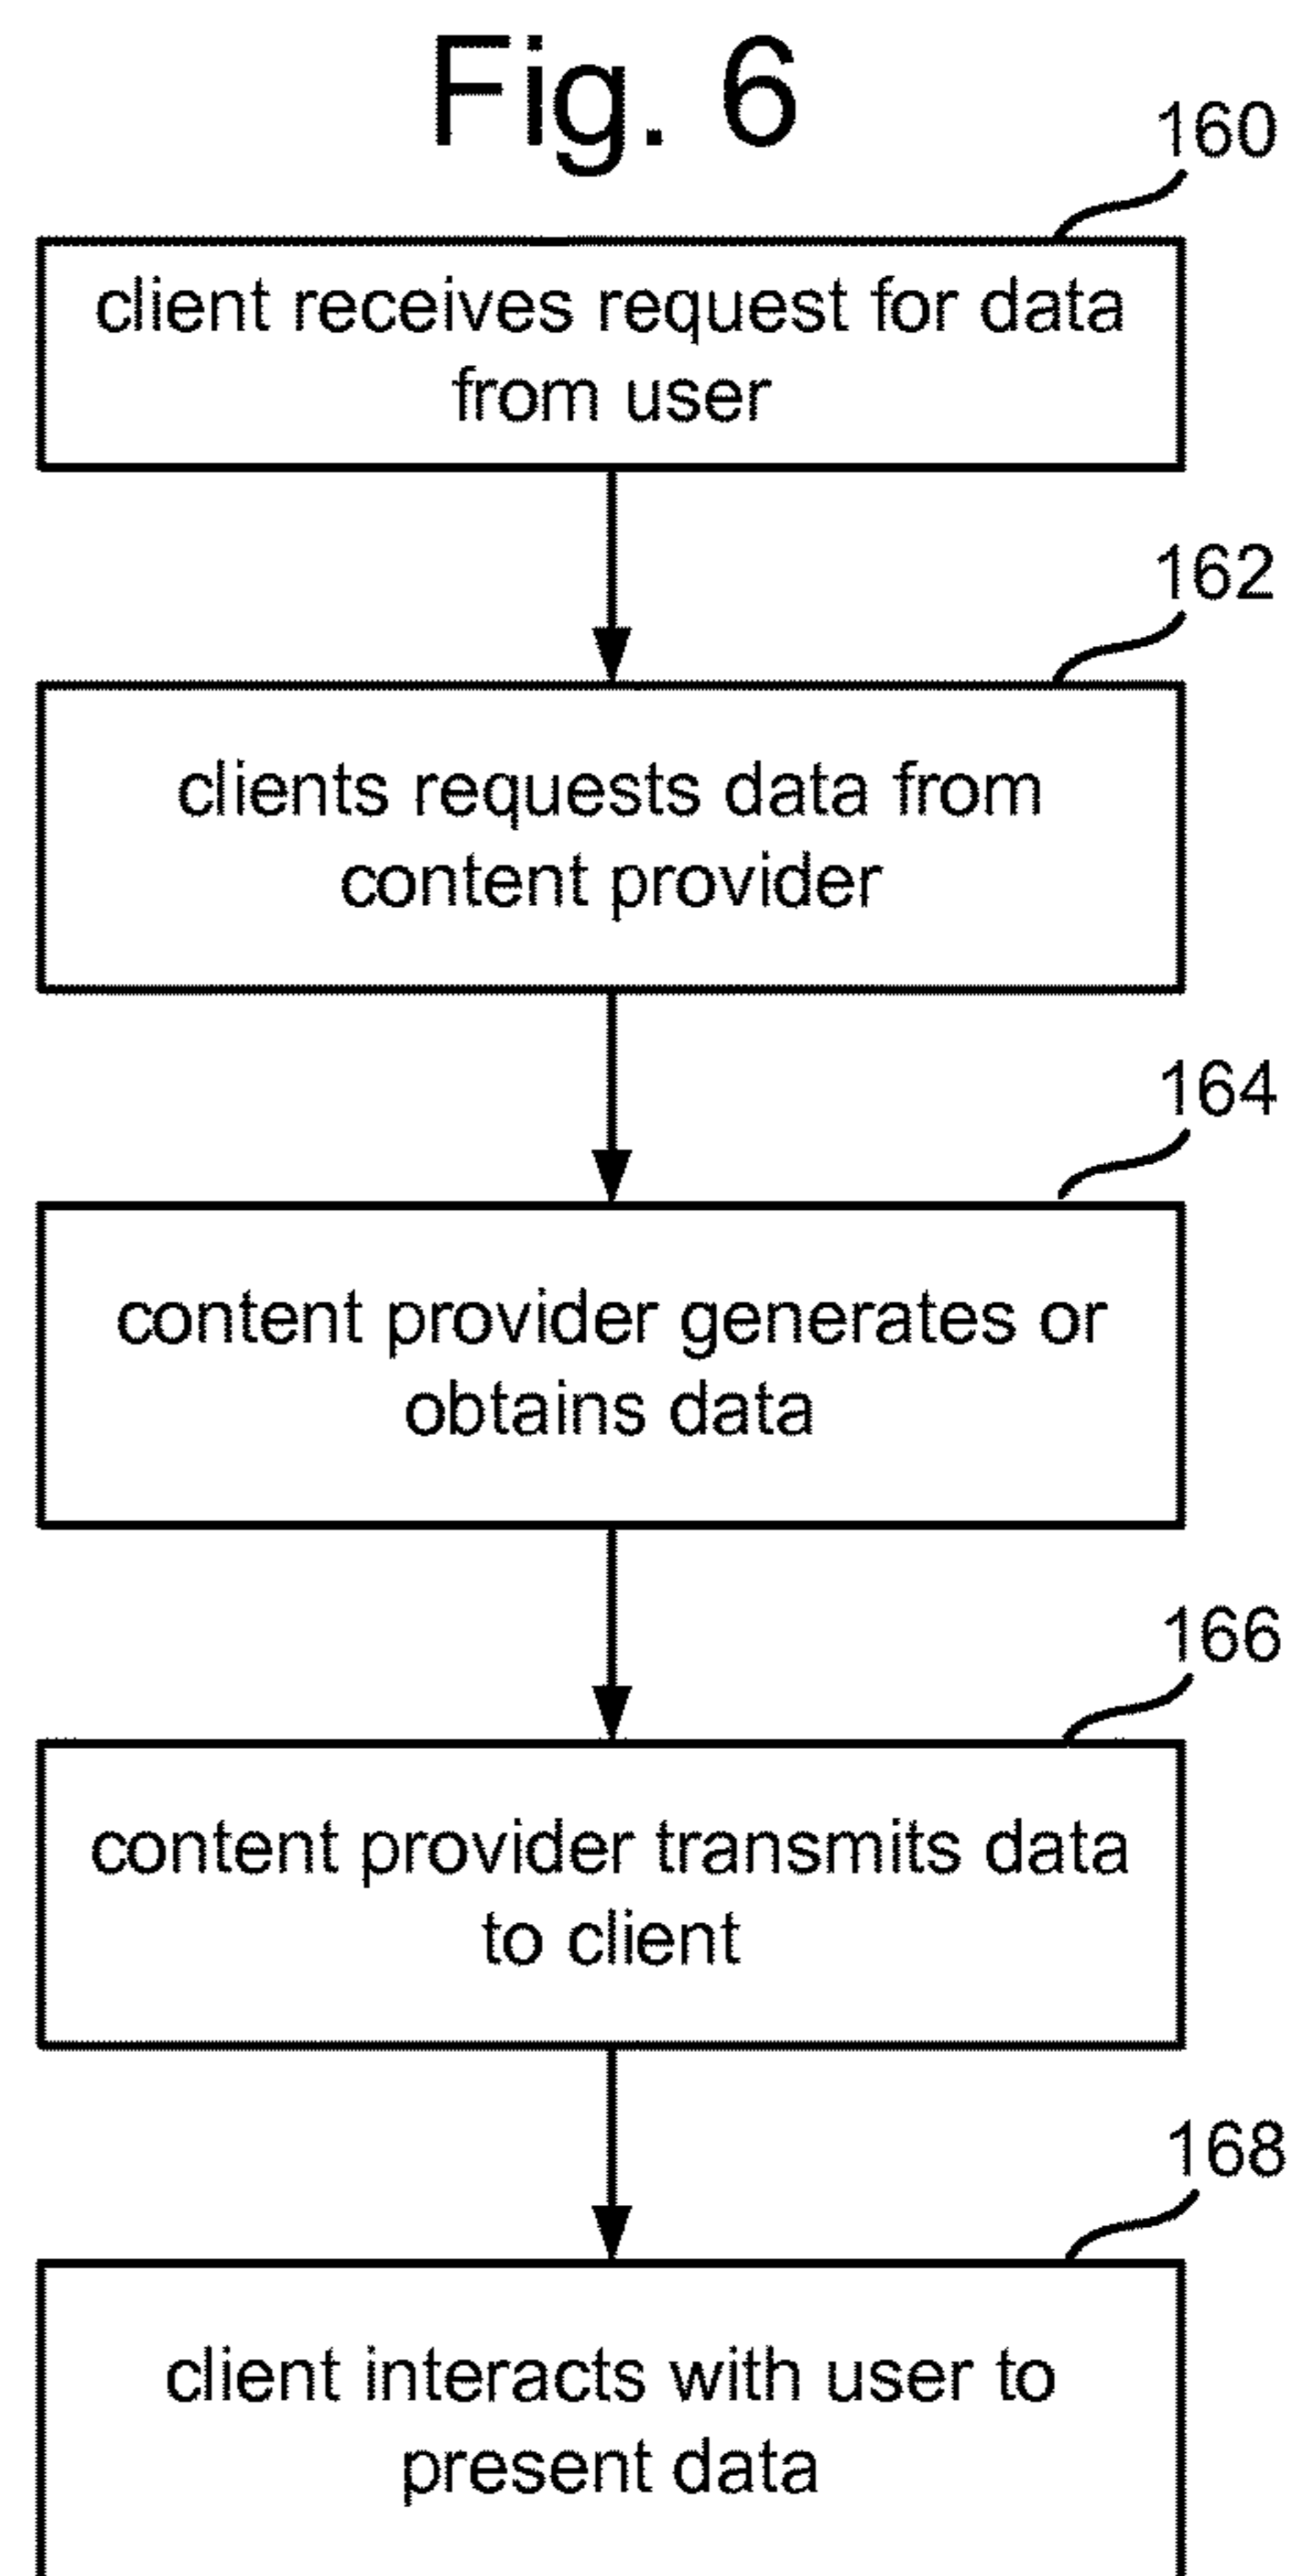 Fig. 6
160
client receives request for data
from user
162
clients requests data from
content provider
164
content provider generates or
obtains data
166
content provider transmits data
to client
168
client interacts with user to
present data